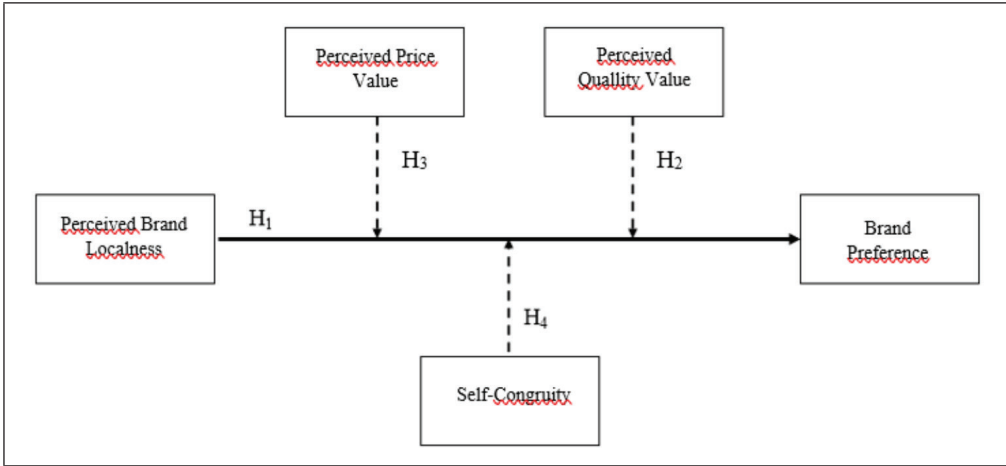 Perceived Price
Value
Perceived
Quallity Value
H₃
H₂
Perceived Brand
Localness
H₁
Brand
Preference
H₄
Self-Congruity